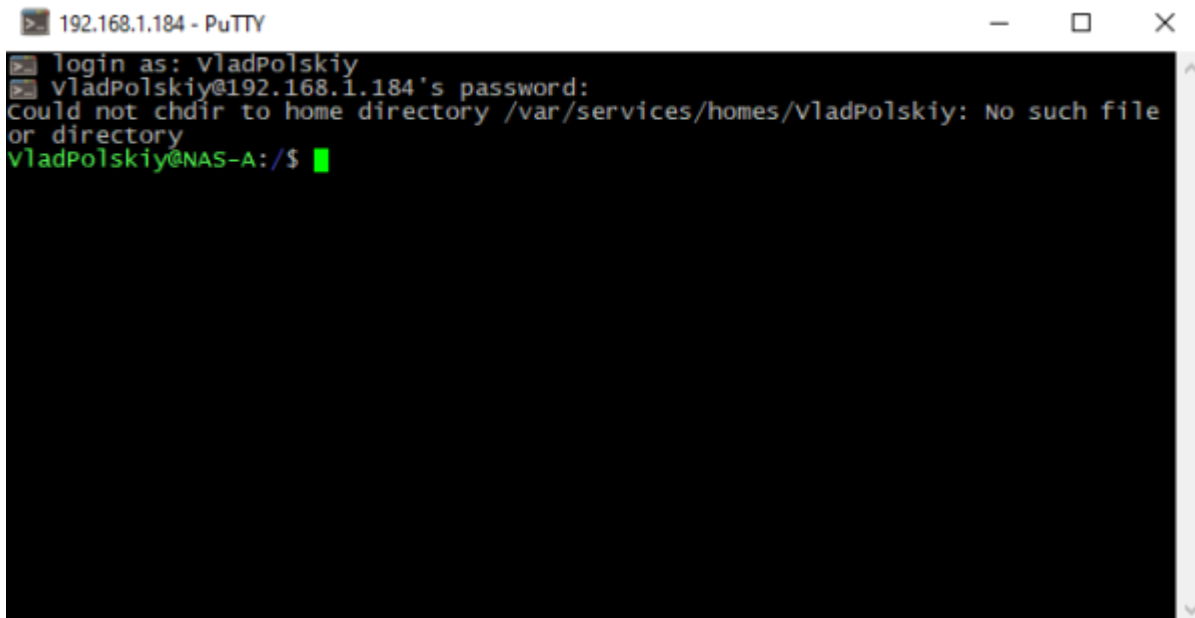 192.168.1.184 - PuTTY
login as: VladPolskiy
VladPolskiy@192.168.1.184's password:
Could not chdir to home directory /var/services/homes/VladPolskiy: No such file
or directory
VladPolskiy@NAS-A:/$